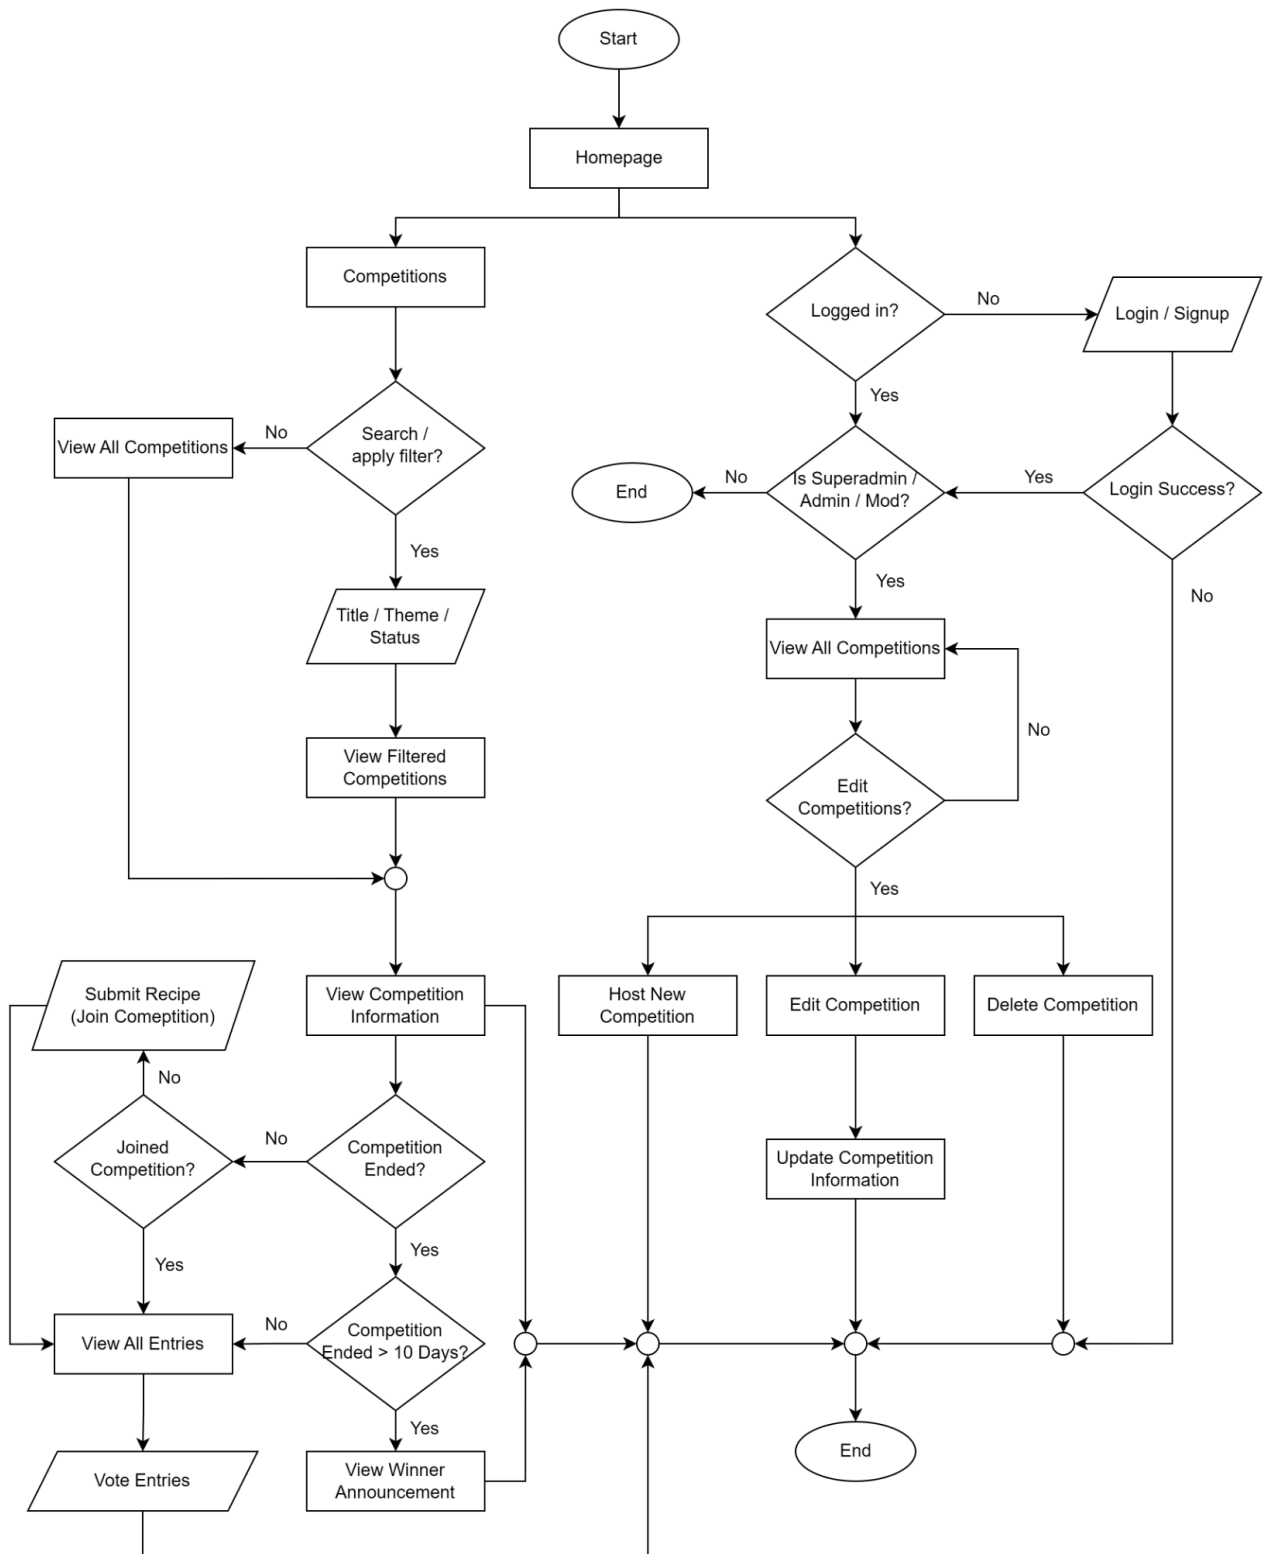 Start
Homepage
Competitions
Logged in?
No
Login / Signup
Yes
View All Competitions
No
Search /
apply filter?
End
No
Is Superadmin /
Admin / Mod?
Yes
Login Success?
Yes
Yes
No
Title / Theme /
Status
View All Competitions
No
View Filtered
Competitions
Edit
Competitions?
Yes
Submit Recipe
(Join Comeptition)
View Competition
Information
Host New
Competition
Edit Competition
Delete Competition
No
Joined
Competition?
No
Competition
Ended?
Update Competition
Information
Yes
Yes
View All Entries
No
Competition
Ended > 10 Days?
Yes
Vote Entries
View Winner
Announcement
End